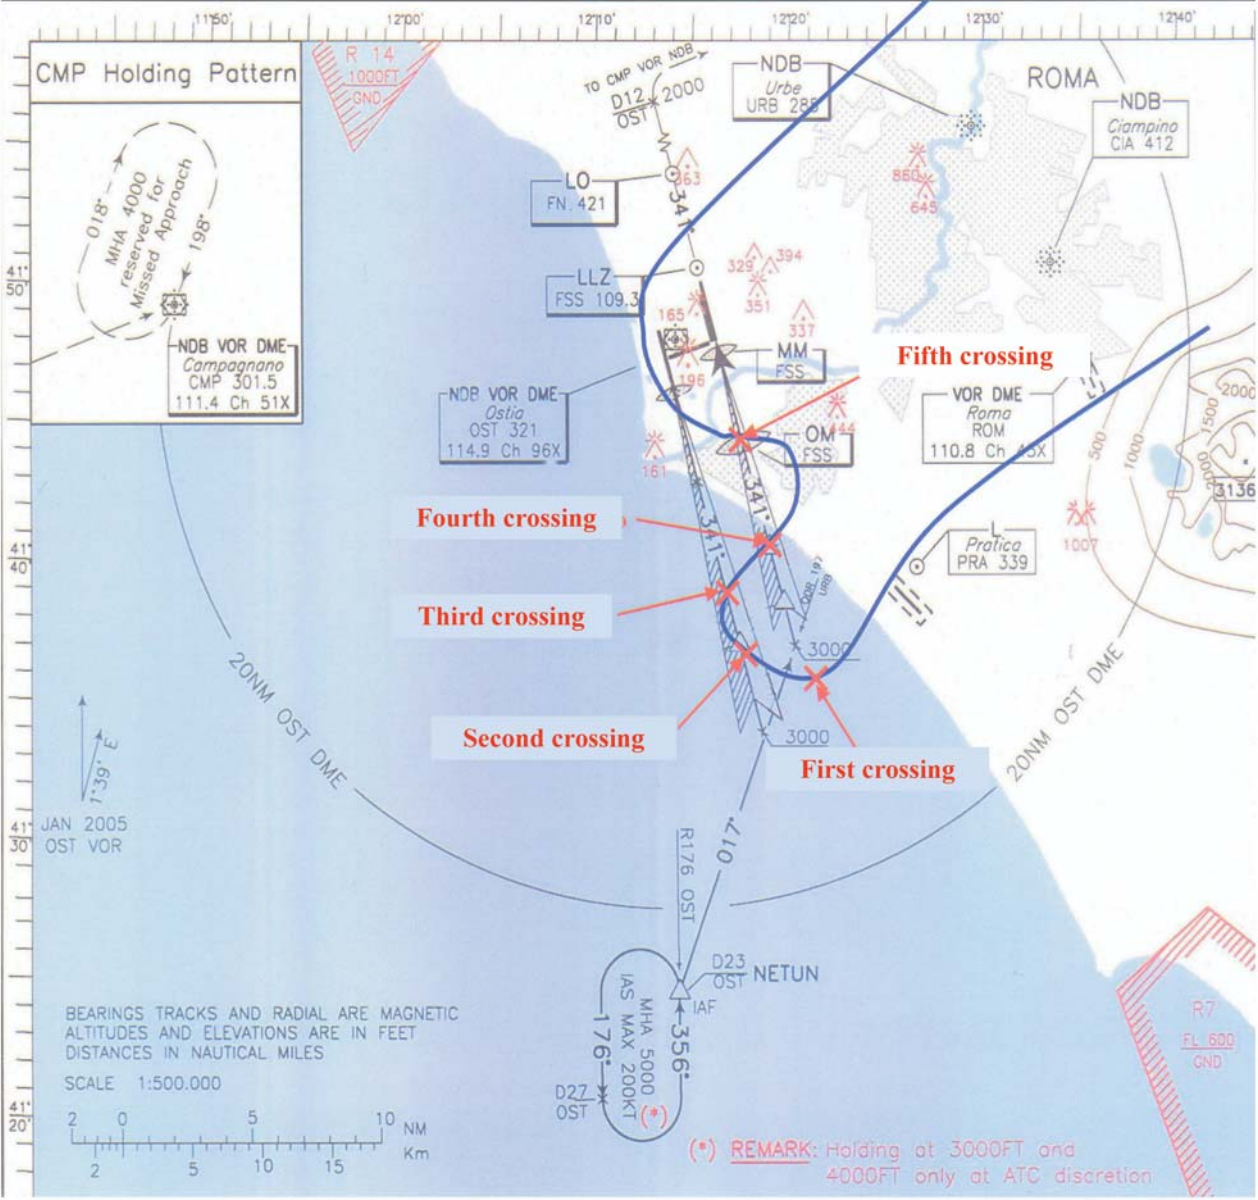 11°50'
12°00'
12°10'
12°20'
12°30'
12°40'
CMP Holding Pattern
018°
MHA 4000
reserved for
Missed Approach
198°
NDB VOR DME
Campagnano
CMP 301.5
111.4 Ch 51X
R 14
1000FT
GND
TO CMP VOR NDB
D12 2000
OST
NDB
Urbe
URB 285
ROMA
NDB
Ciampino
CIA 412
LO
FN 421
363
341°
860
645
LLZ
FSS 109.3
329
394
351
337
165
196
MM
FSS
Fifth crossing
41°
50'
NDB VOR DME
Ostia
OST 321
114.9 Ch 96X
161
444
OM
FSS
VOR DME
Roma
ROM
110.8 Ch 45X
500
1000
1500
2000
2000
3136
1007
L
Pratica
PRA 339
341°
341°
Fourth crossing
QDR 197
URB
41°
40'
Third crossing
3000
Second crossing
3000
First crossing
20NM OST DME
20NM OST DME
1°39' E
JAN 2005
OST VOR
41°
30'
R176 OST
017°
D23
OST
NETUN
IAF
MHA 5000
IAS MAX 200KT
(*)
176°
356°
D27
OST
R7
FL 600
GND
BEARINGS TRACKS AND RADIAL ARE MAGNETIC
ALTITUDES AND ELEVATIONS ARE IN FEET
DISTANCES IN NAUTICAL MILES
SCALE 1:500.000
2 0 5 10 NM
2 5 10 15 Km
41°
20'
(*) REMARK: Holding at 3000FT and
4000FT only at ATC discretion